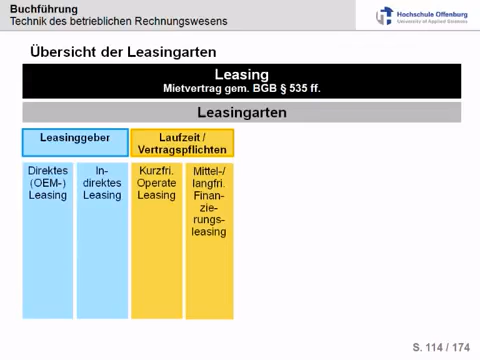 Buchführung
Technik des betrieblichen Rechnungswesens
Hochschule Offenburg
University of Applied Sciences
Übersicht der Leasingarten
Leasing
Mietvertrag gem. BGB § 535 ff.
Leasingarten
Leasinggeber
Laufzeit /
Vertragspflichten
Direktes
(OEM-)
Leasing
In-
direktes
Leasing
Kurzfri.
Operate
Leasing
Mittel-/
langfri.
Finan-
zie-
rungs-
leasing
S. 114 / 174